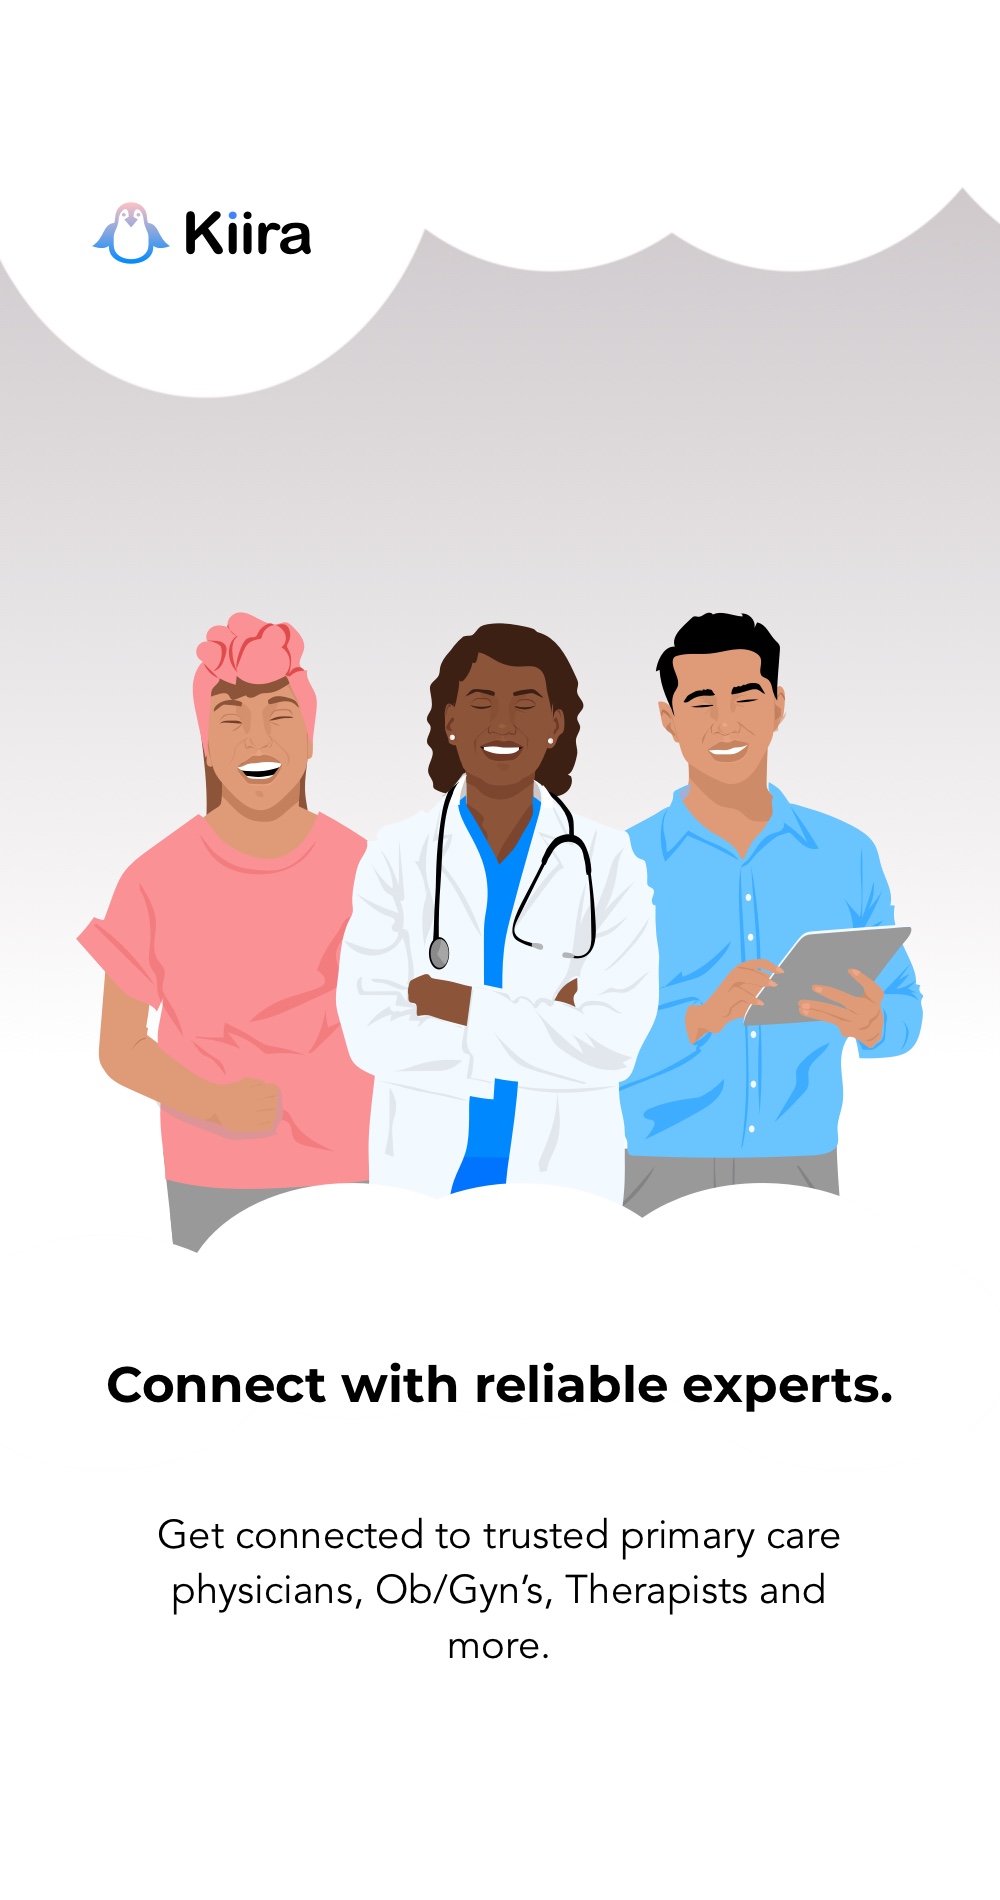 Kiira
Connect with reliable experts.
Get connected to trusted primary care
physicians, Ob/Gyn’s, Therapists and
more.